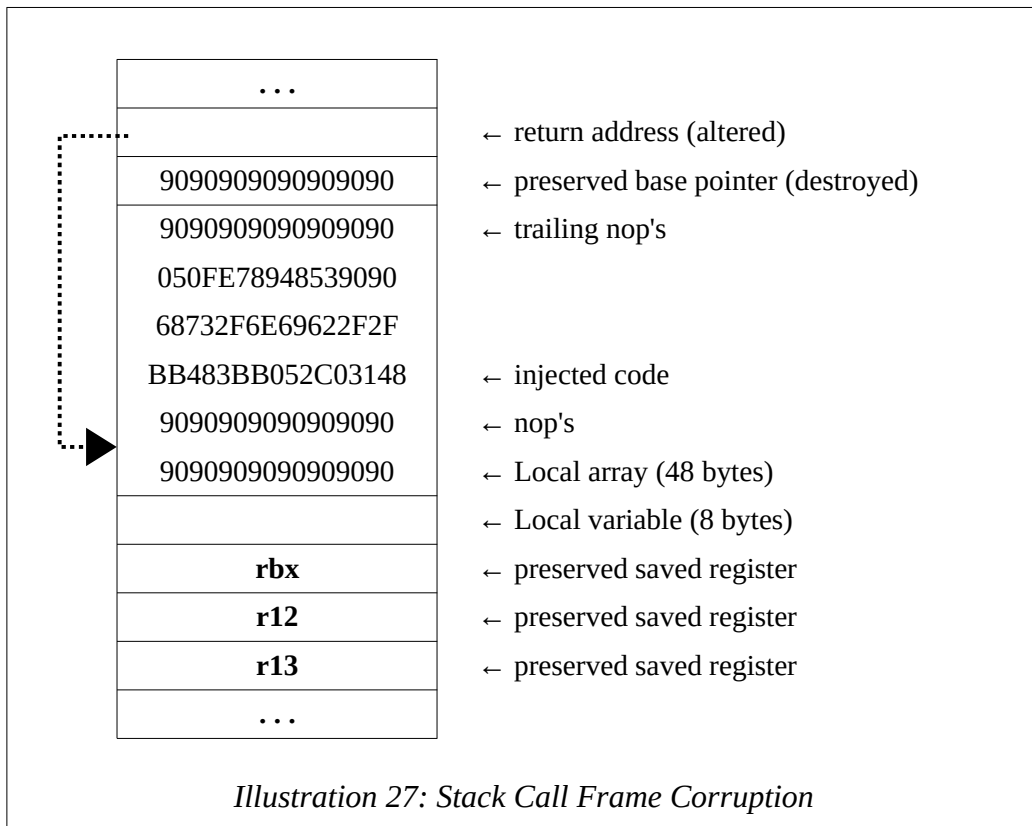 . . .
← return address (altered)
9090909090909090 ← preserved base pointer (destroyed)
9090909090909090 ← trailing nop's
050FE78948539090
68732F6E69622F2F
BB483BB052C03148 ← injected code
9090909090909090 ← nop's
9090909090909090 ← Local array (48 bytes)
← Local variable (8 bytes)
rbx ← preserved saved register
r12 ← preserved saved register
r13 ← preserved saved register
. . .
Illustration 27: Stack Call Frame Corruption